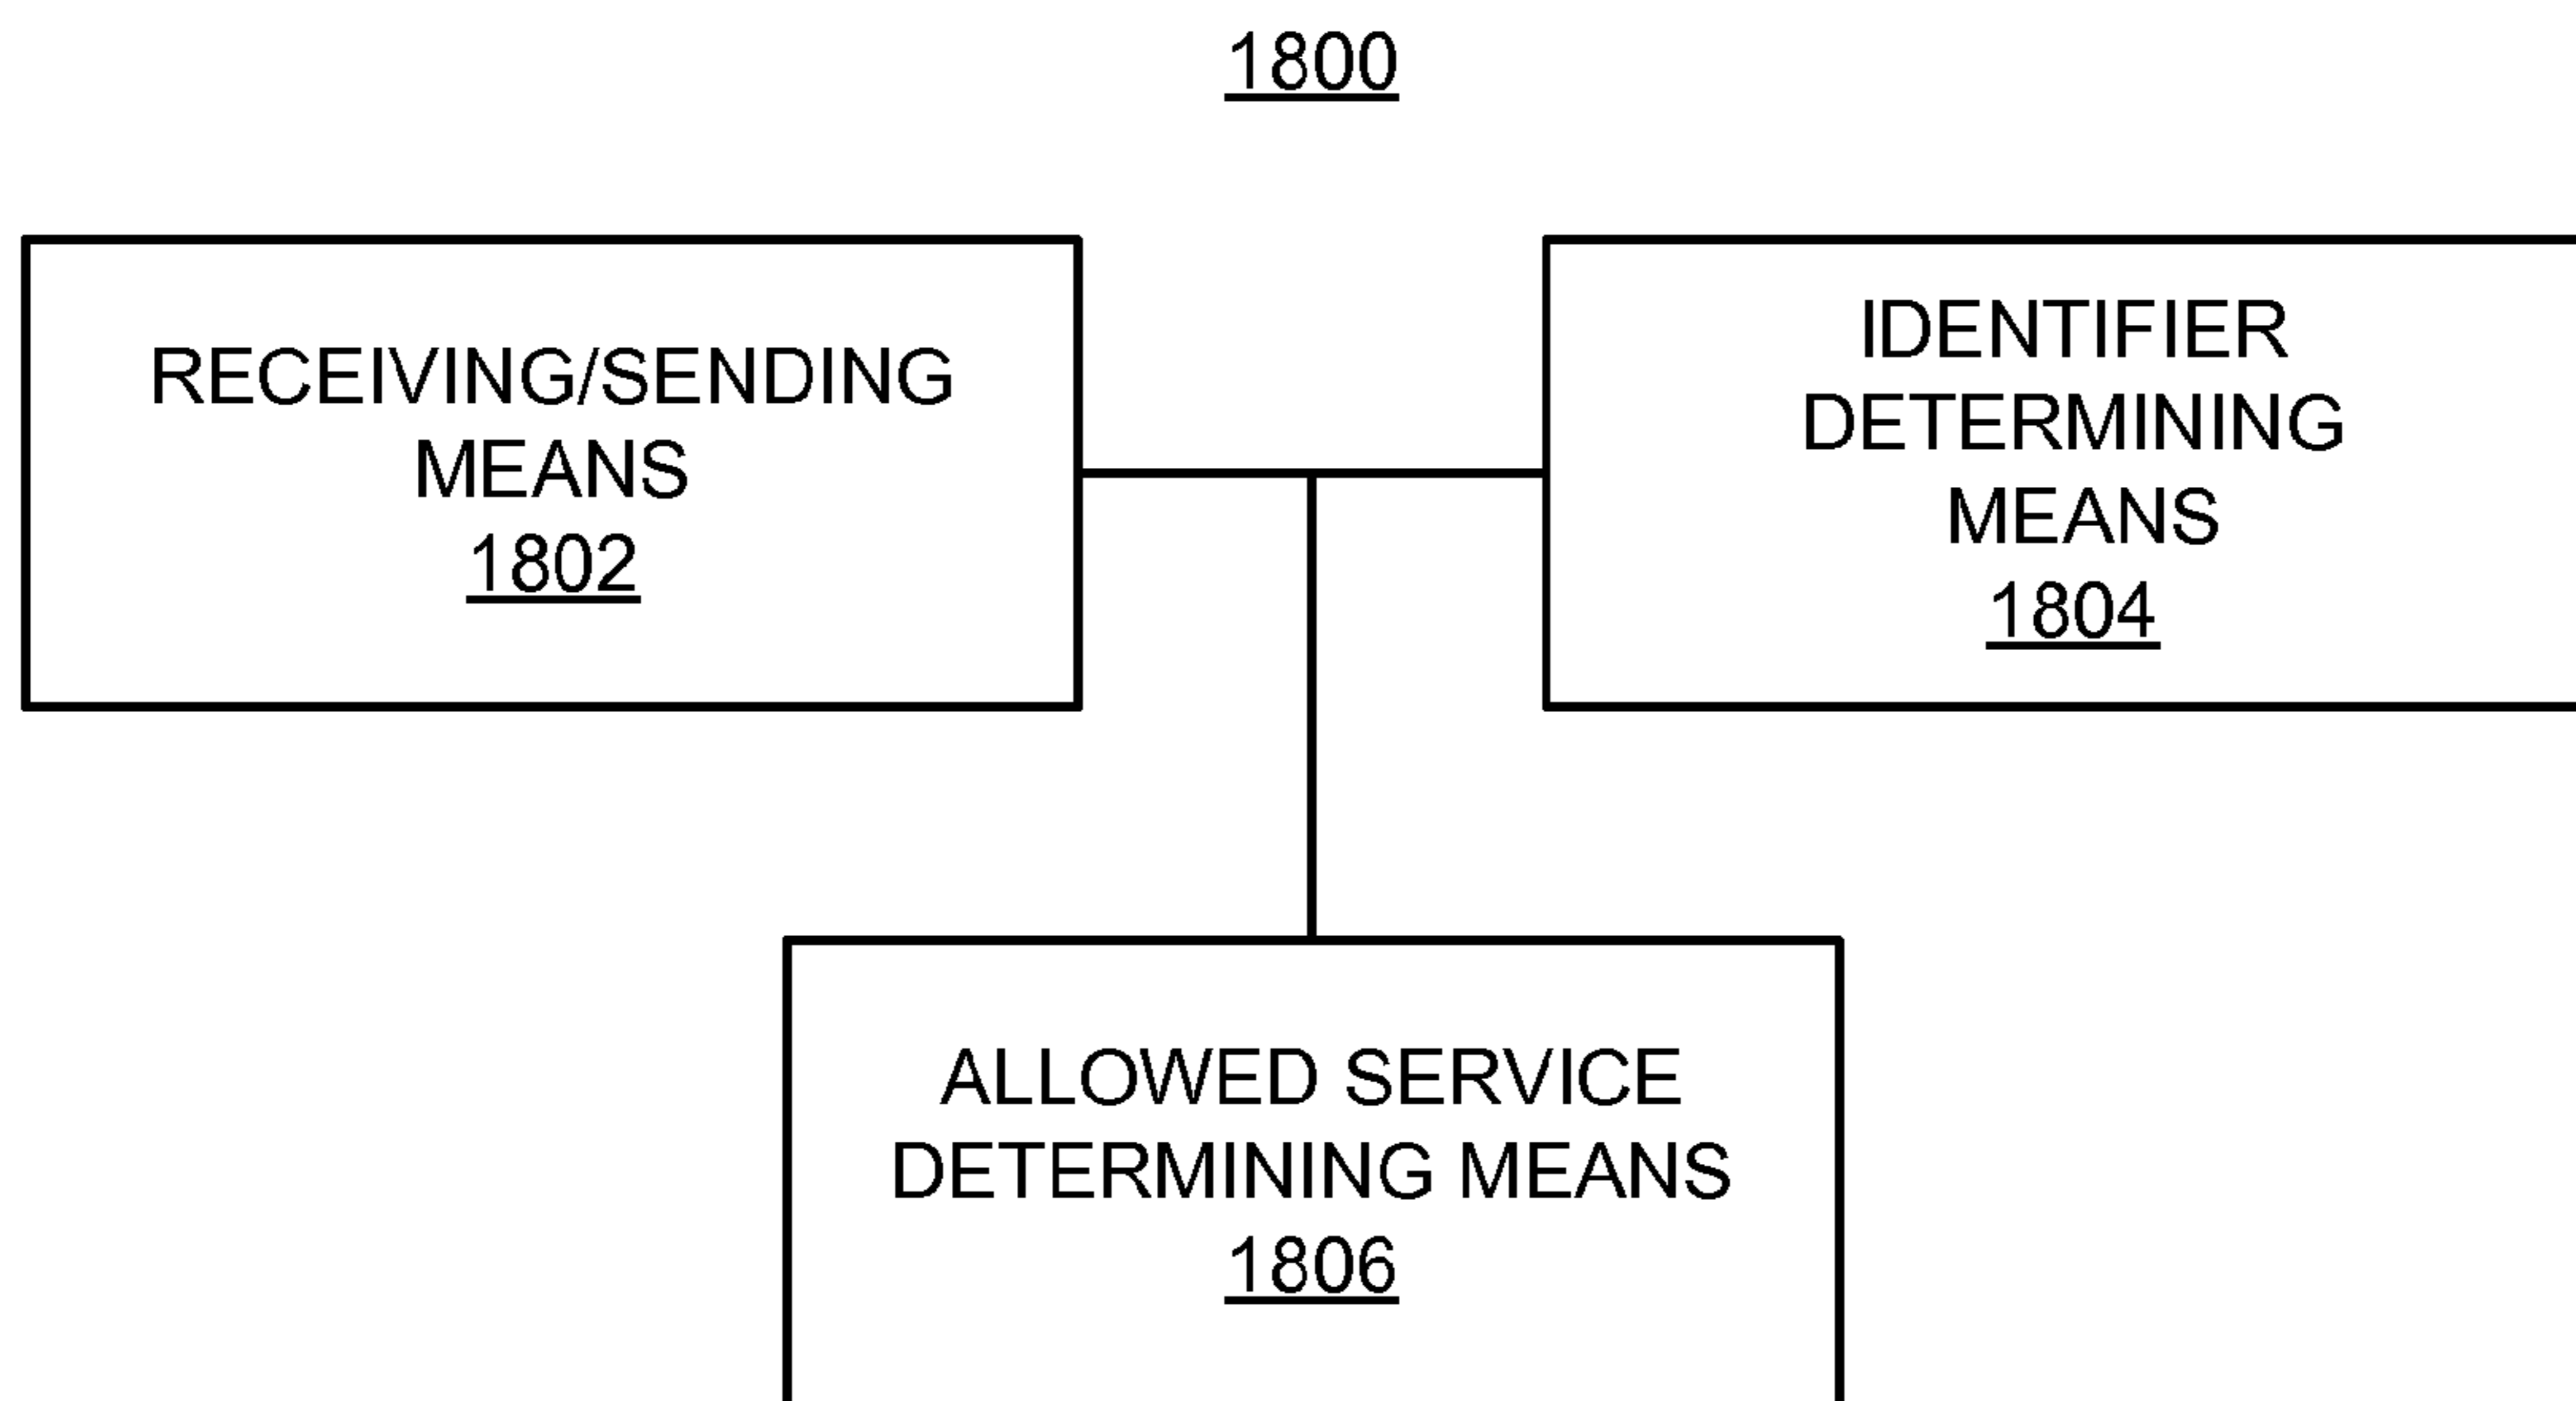 1800
RECEIVING/SENDING
MEANS
1802
IDENTIFIER
DETERMINING
MEANS
1804
ALLOWED SERVICE
DETERMINING MEANS
1806